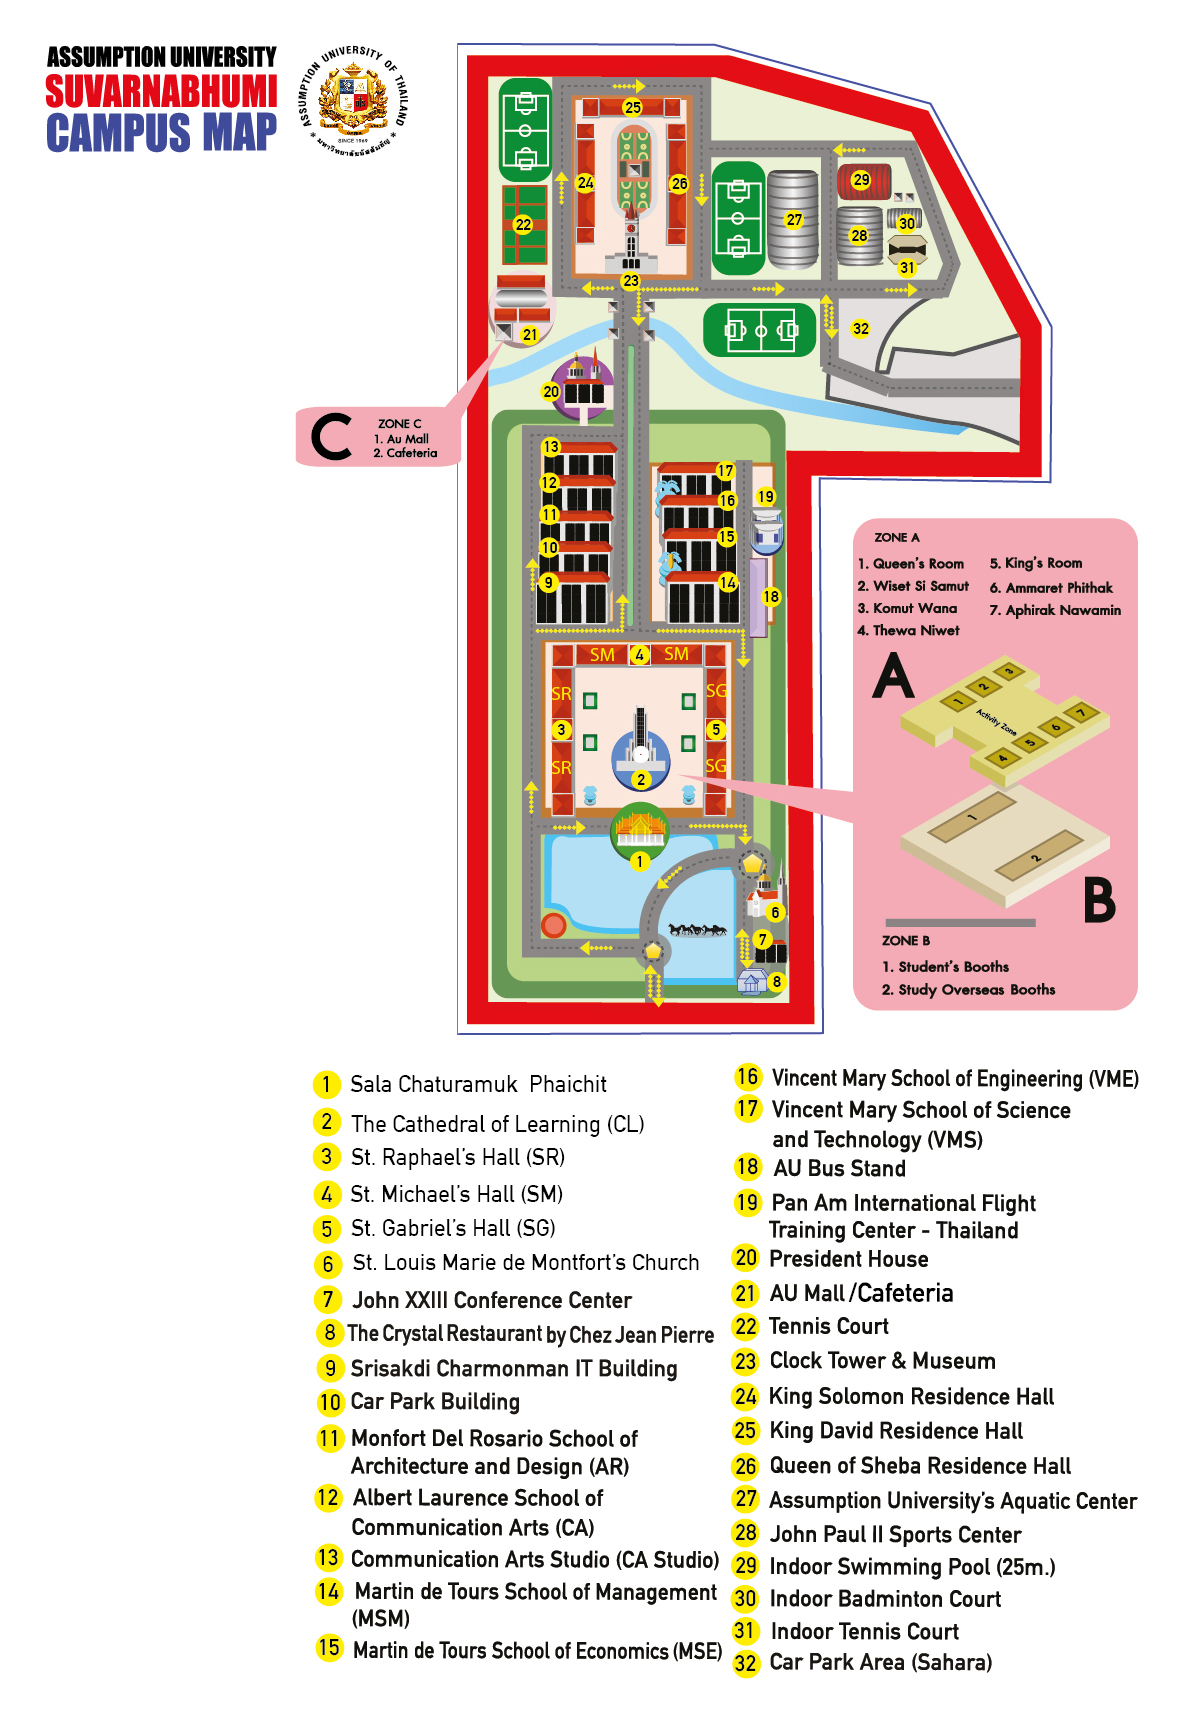 ASSUMPTION UNIVERSITY
SUVARNABHUMI
CAMPUS MAP
ASSUMPTION UNIVERSITY OF THAILAND
SINCE 1969
มหาวิทยาลัยอัสสัมชัญ
25
24
26
22
23
21
27
28
29
30
31
32
20
C
ZONE C
1. Au Mall
2. Cafeteria
13
12
11
10
9
17
16
15
14
19
18
SM
4
SM
SR
SG
3
5
SR
SG
2
1
6
7
8
ZONE A
1. Queen's Room
2. Wiset Si Samut
3. Komut Wana
4. Thewa Niwet
5. King's Room
6. Ammaret Phithak
7. Aphirak Nawamin
A
1
2
3
Activity Zone
4
5
6
7
1
2
B
ZONE B
1. Student's Booths
2. Study Overseas Booths
1 Sala Chaturamuk Phaichit
2 The Cathedral of Learning (CL)
3 St. Raphael's Hall (SR)
4 St. Michael's Hall (SM)
5 St. Gabriel's Hall (SG)
6 St. Louis Marie de Montfort's Church
7 John XXIII Conference Center
8 The Crystal Restaurant by Chez Jean Pierre
9 Srisakdi Charmonman IT Building
10 Car Park Building
11 Monfort Del Rosario School of
Architecture and Design (AR)
12 Albert Laurence School of
Communication Arts (CA)
13 Communication Arts Studio (CA Studio)
14 Martin de Tours School of Management
(MSM)
15 Martin de Tours School of Economics (MSE)
16 Vincent Mary School of Engineering (VME)
17 Vincent Mary School of Science
and Technology (VMS)
18 AU Bus Stand
19 Pan Am International Flight
Training Center - Thailand
20 President House
21 AU Mall /Cafeteria
22 Tennis Court
23 Clock Tower & Museum
24 King Solomon Residence Hall
25 King David Residence Hall
26 Queen of Sheba Residence Hall
27 Assumption University's Aquatic Center
28 John Paul II Sports Center
29 Indoor Swimming Pool (25m.)
30 Indoor Badminton Court
31 Indoor Tennis Court
32 Car Park Area (Sahara)